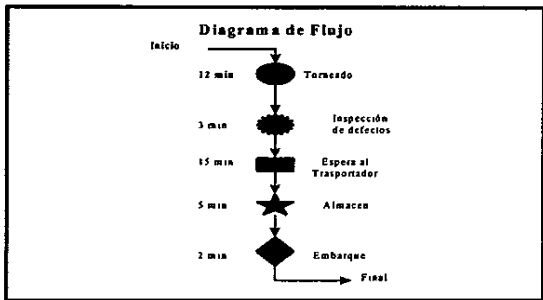 Diagrama de Flujo
Inicio
12 min Torneado
3 min Inspección
de defectos
15 min Espera al
Trasportador
5 min Almacen
2 min Embarque
Final